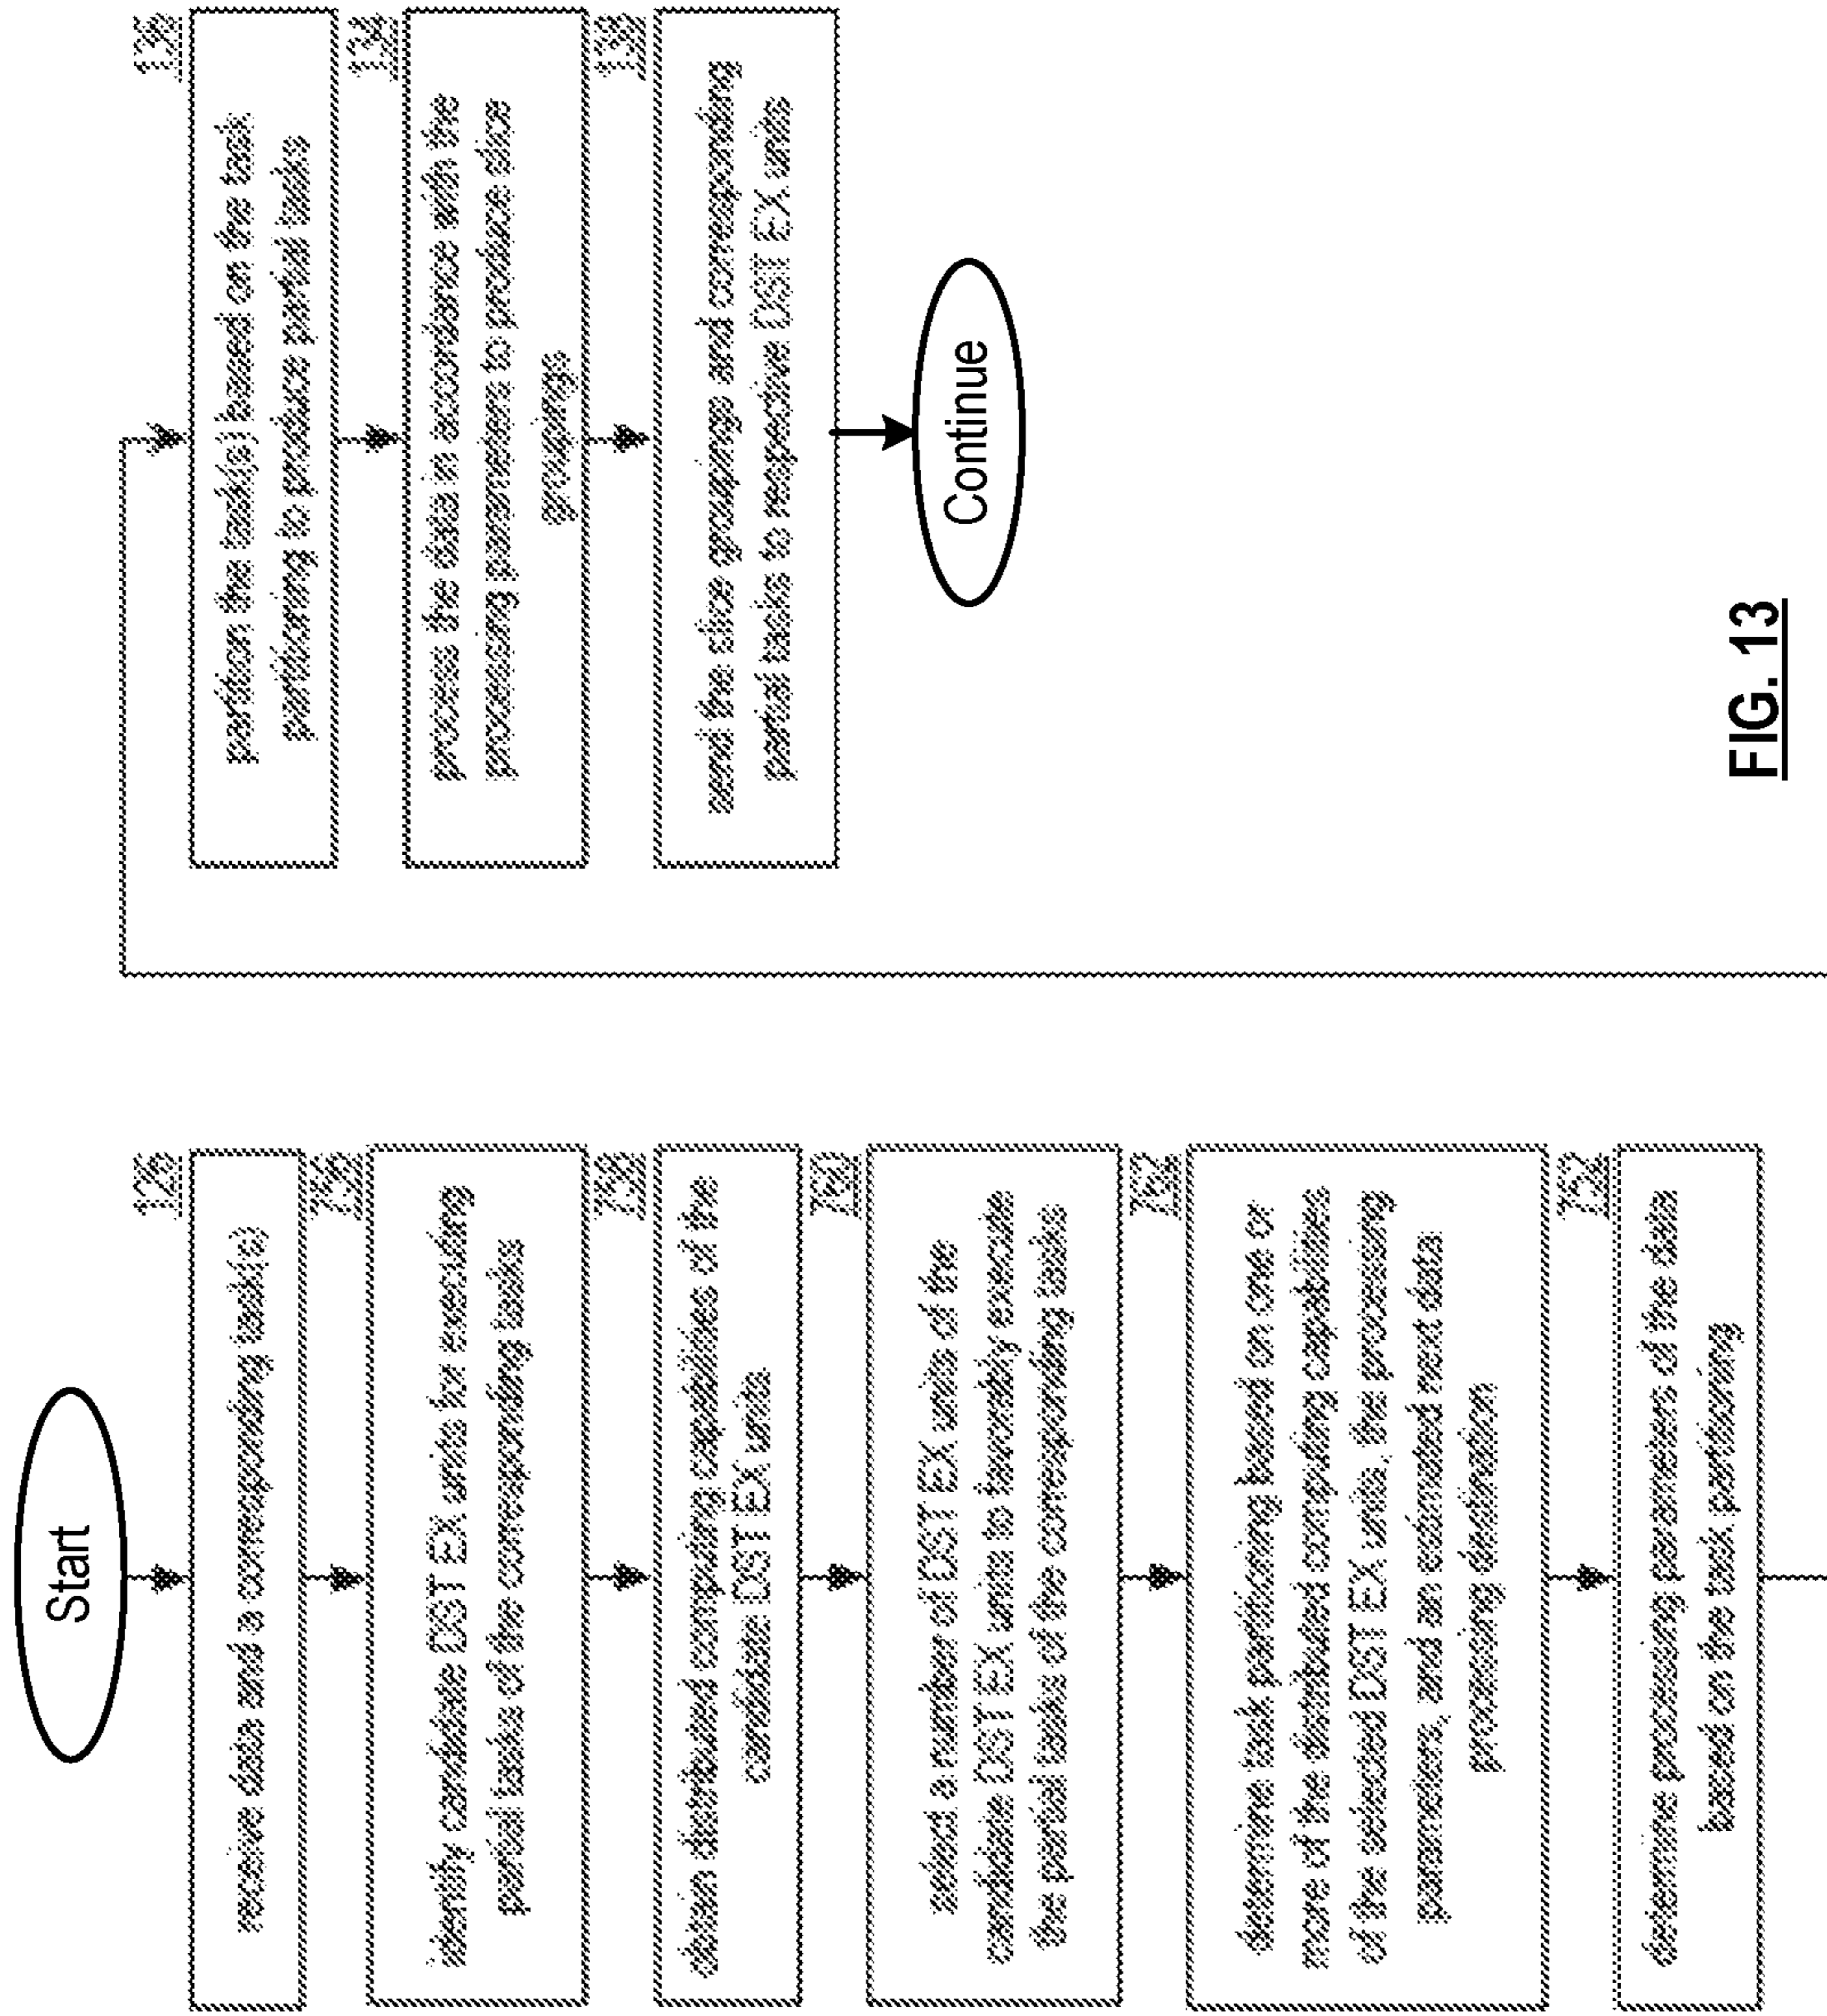 Start
126
receive data and a corresponding task(s)
identify candidate DST EX units for executing
partial tasks of the corresponding tasks
obtain distributed computing capabilities of the
candidate DST EX units
select a number of DST EX units of the
candidate DST EX units to favorably execute
the partial tasks of the corresponding tasks
determine task partitioning based on one or
more of the distributed computing capabilities
of the selected DST EX units, the processing
parameters, and an estimated next data
processing destination
determine processing parameters of the data
based on the task partitioning
partition the task(s) based on the task
partitioning to produce partial tasks
process the data in accordance with the
processing parameters to produce slice
groupings
138
send the slice groupings and corresponding
partial tasks to respective DST EX units
Continue
FIG. 13